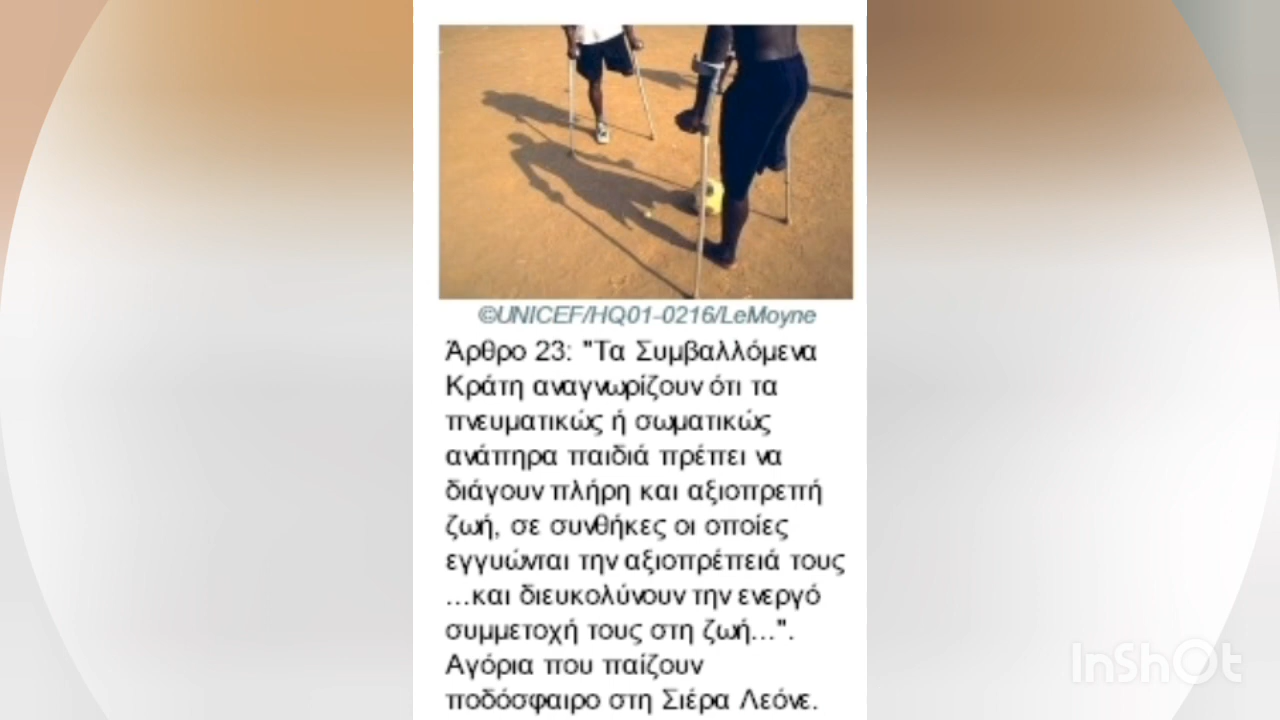 ©UNICEF/HQ01-0216/LeMoyne
Άρθρο 23: "Τα Συμβαλλόμενα
Κράτη αναγνωρίζουν ότι τα
πνευματικώς ή σωματικώς
ανάπηρα παιδιά πρέπει να
διάγουν πλήρη και αξιοπρεπή
ζωή, σε συνθήκες οι οποίες
εγγυώνται την αξιοπρέπειά τους
...και διευκολύνουν την ενεργό
συμμετοχή τους στη ζωή...".
Αγόρια που παίζουν
ποδόσφαιρο στη Σιέρα Λεόνε.
InShOt